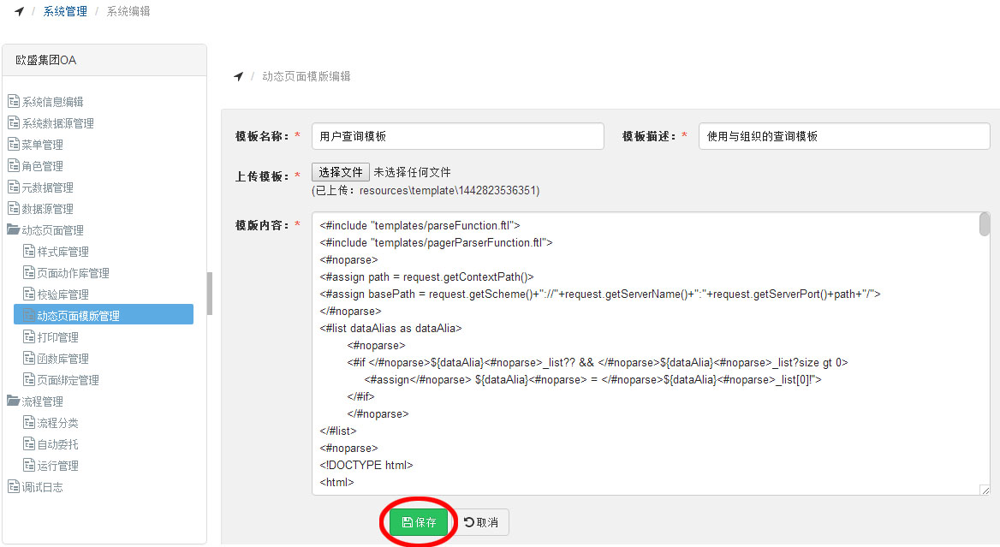 / 系统管理 / 系统编辑
欧盛集团OA
系统信息编辑
系统数据源管理
菜单管理
角色管理
元数据管理
数据源管理
动态页面管理
样式库管理
页面动作库管理
校验库管理
动态页面模版管理
打印管理
函数库管理
页面绑定管理
流程管理
流程分类
自动委托
运行管理
调试日志
/ 动态页面模版编辑
模板名称：* 用户查询模板 模板描述：* 使用与组织的查询模板
上传模板：* 选择文件 未选择任何文件
(已上传：resources\template\1442823536351)
模版内容：*
<#include "templates/parseFunction.ftl">
<#include "templates/pagerParserFunction.ftl">
<#noparse>
<#assign path = request.getContextPath()>
<#assign basePath = request.getScheme()+"://"+request.getServerName()+":"+request.getServerPort()+path+"/">
</#noparse>
<#list dataAlias as dataAlia>
<#noparse>
<#if </#noparse>${dataAlia}<#noparse>_list?? && </#noparse>${dataAlia}<#noparse>_list?size gt 0>
<#assign</#noparse> ${dataAlia}<#noparse> = </#noparse>${dataAlia}<#noparse>_list[0]!">
</#if>
</#noparse>
</#list>
<#noparse>
<!DOCTYPE html>
<html>
保存 取消